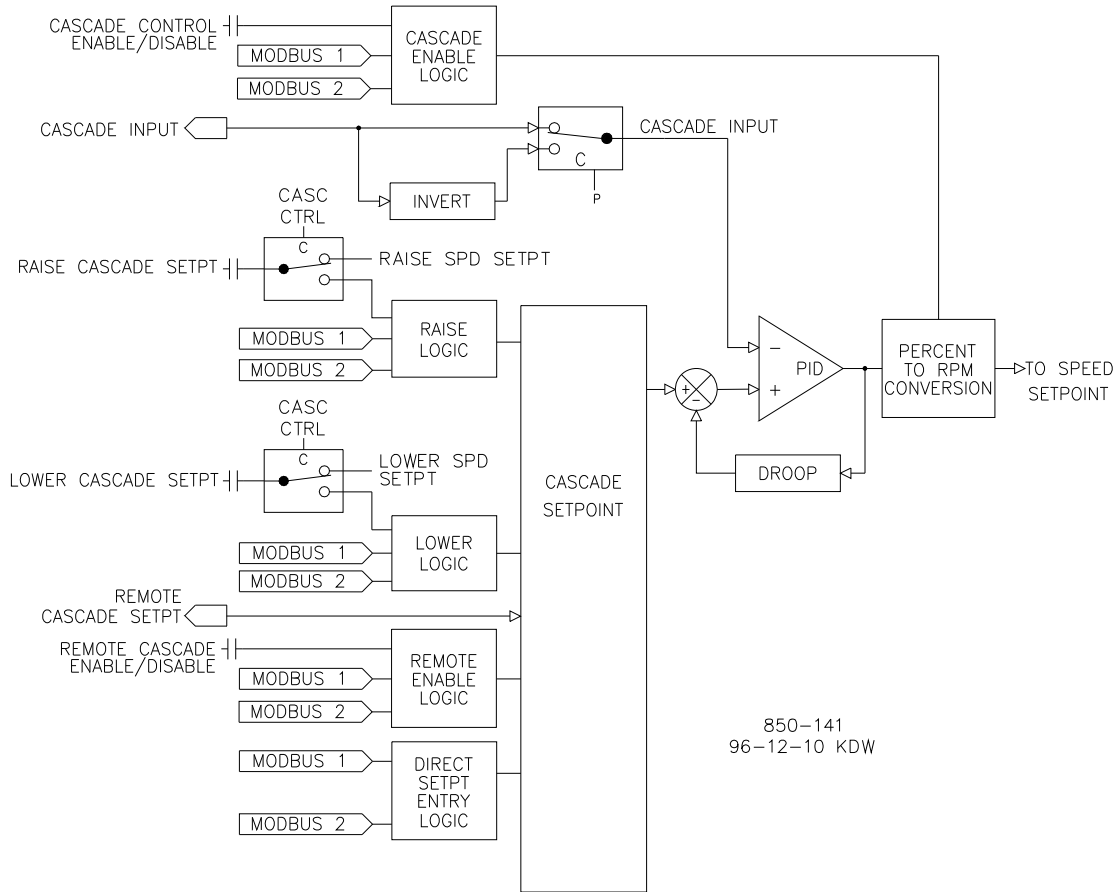 CASCADE CONTROL
ENABLE/DISABLE
MODBUS 1
MODBUS 2
CASCADE
ENABLE
LOGIC
CASCADE INPUT
C
P
CASCADE INPUT
INVERT
CASC
CTRL
C
RAISE CASCADE SETPT
RAISE SPD SETPT
MODBUS 1
MODBUS 2
RAISE
LOGIC
CASC
CTRL
C
LOWER CASCADE SETPT
LOWER SPD
SETPT
MODBUS 1
MODBUS 2
LOWER
LOGIC
REMOTE
CASCADE SETPT
REMOTE CASCADE
ENABLE/DISABLE
MODBUS 1
MODBUS 2
REMOTE
ENABLE
LOGIC
MODBUS 1
MODBUS 2
DIRECT
SETPT
ENTRY
LOGIC
CASCADE
SETPOINT
+
−
−
+
PID
DROOP
PERCENT
TO RPM
CONVERSION
TO SPEED
SETPOINT
850-141
96-12-10 KDW